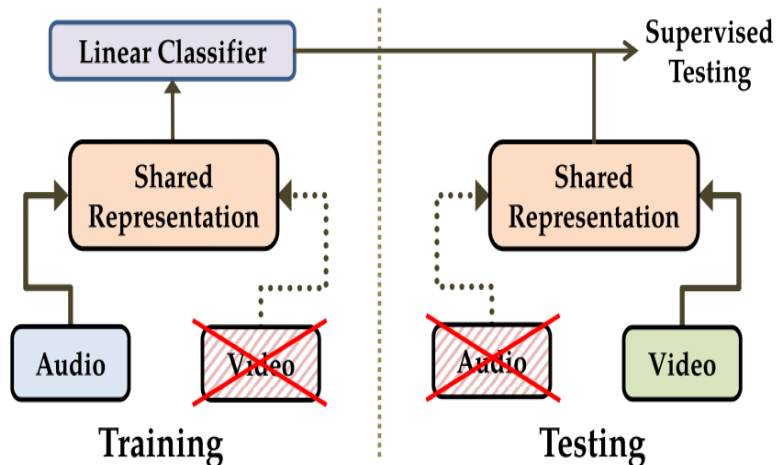 Linear Classifier
Supervised
Testing
Shared
Representation
Shared
Representation
Audio
Video
Audio
Video
Training
Testing